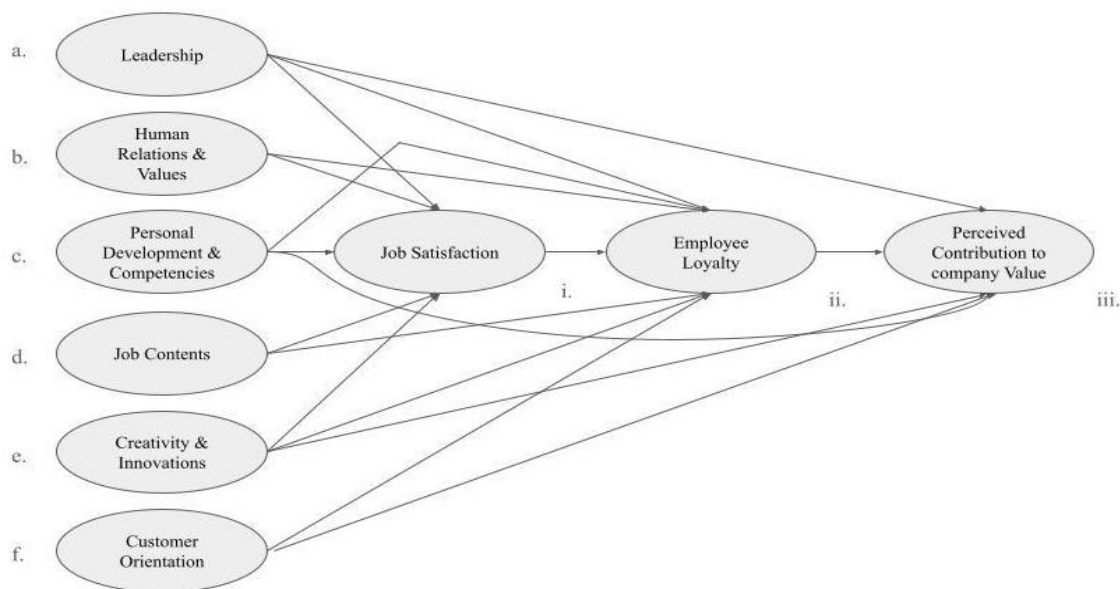 a.
Leadership
b.
Human
Relations &
Values
c.
Personal
Development &
Competencies
Job Satisfaction
i.
Employee
Loyalty
ii.
Perceived
Contribution to
company Value
iii.
d.
Job Contents
e.
Creativity &
Innovations
f.
Customer
Orientation